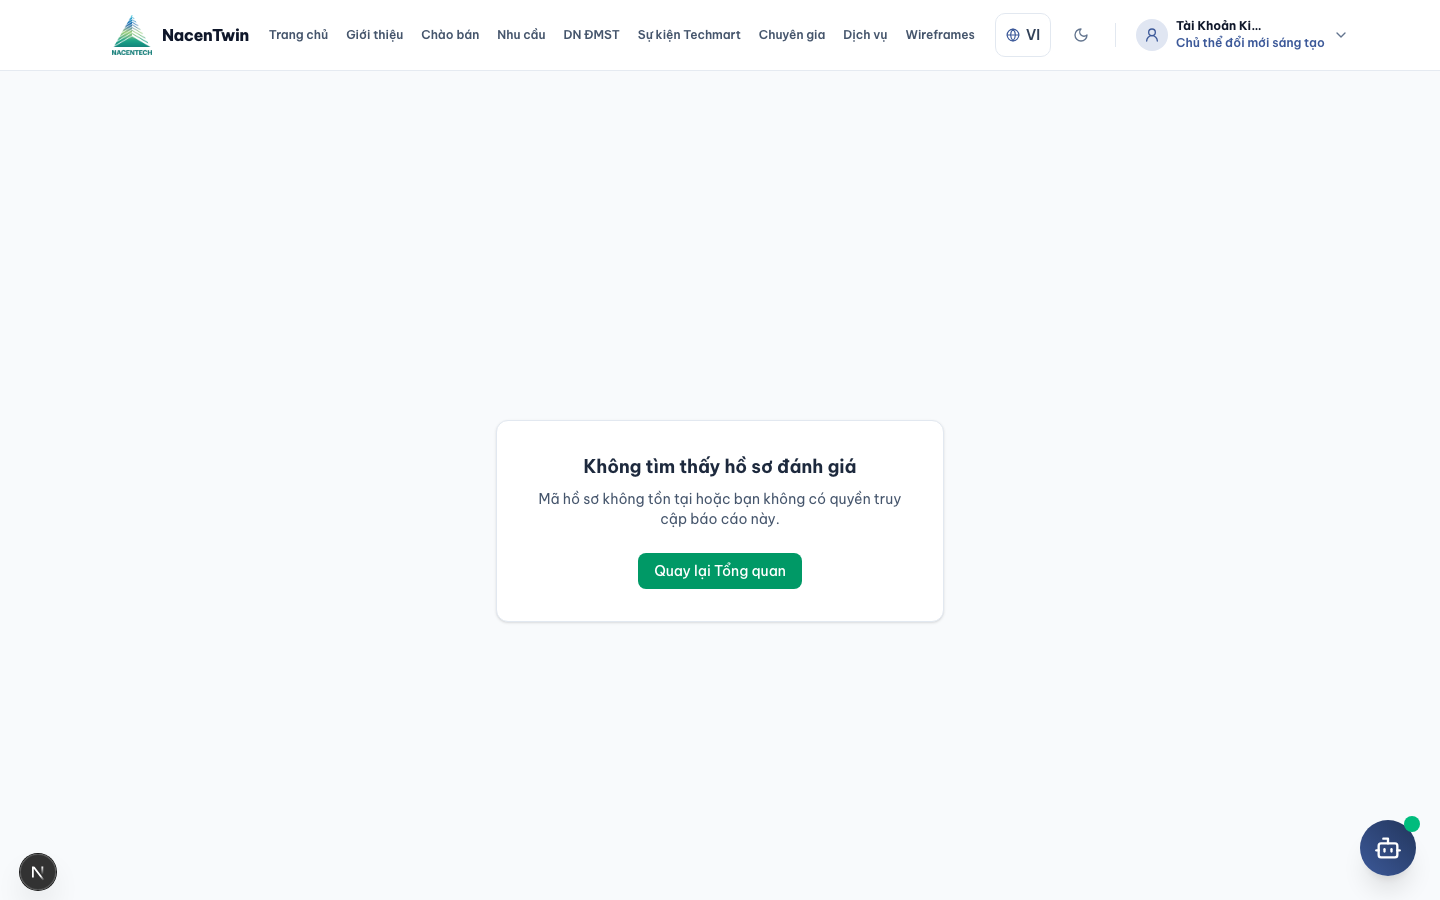 NACENTECH
NacenTwin
Trang chủ
Giới thiệu
Chào bán
Nhu cầu
DN ĐMST
Sự kiện Techmart
Chuyên gia
Dịch vụ
Wireframes
VI
Tài Khoản Ki...
Chủ thể đổi mới sáng tạo
Không tìm thấy hồ sơ đánh giá
Mã hồ sơ không tồn tại hoặc bạn không có quyền truy
cập báo cáo này.
Quay lại Tổng quan
N